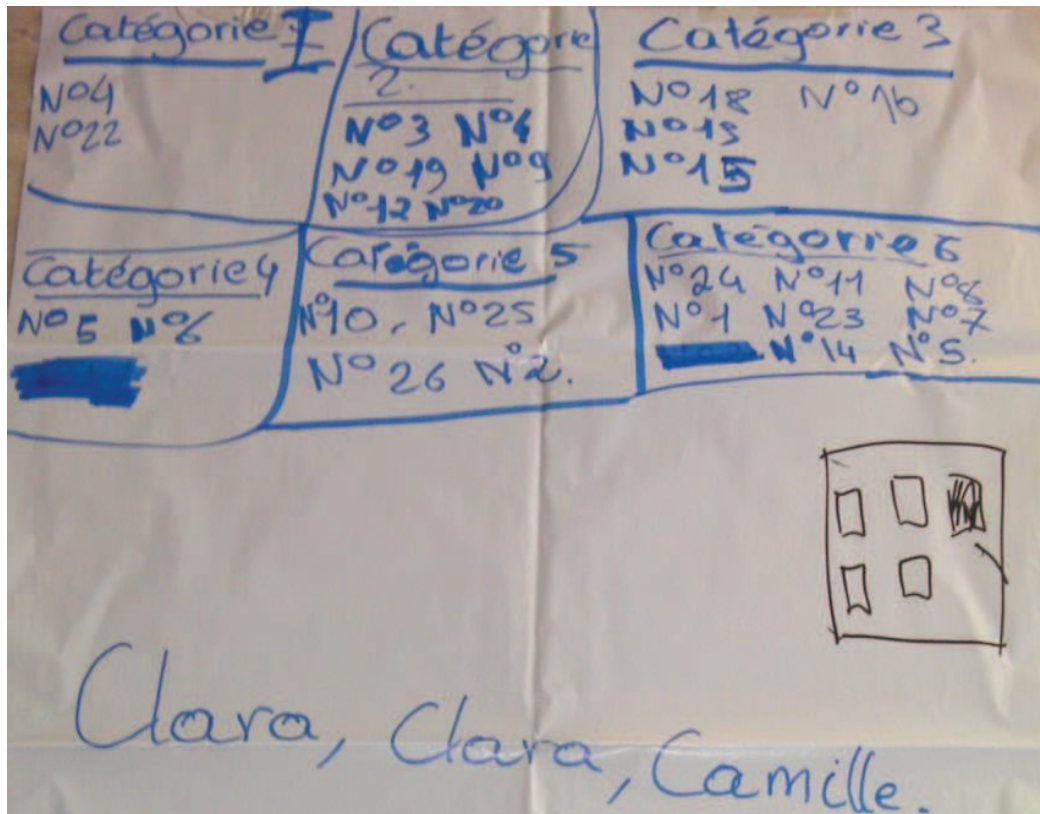 Catégorie I
N°4
N°22
Catégorie
2.
N°3 N°4
N°19 N°9
N°12 N°20
Catégorie 3
N°18 N°16
N°13
N°15
Catégorie 4
N°5 N°6
Catégorie 5
N°10, N°25
N° 26 N°2.
Catégorrie 6
N°24 N°11 N°8
N°1 N°23 N°7
N°14 N°5.
Clara, Clara, Camille.